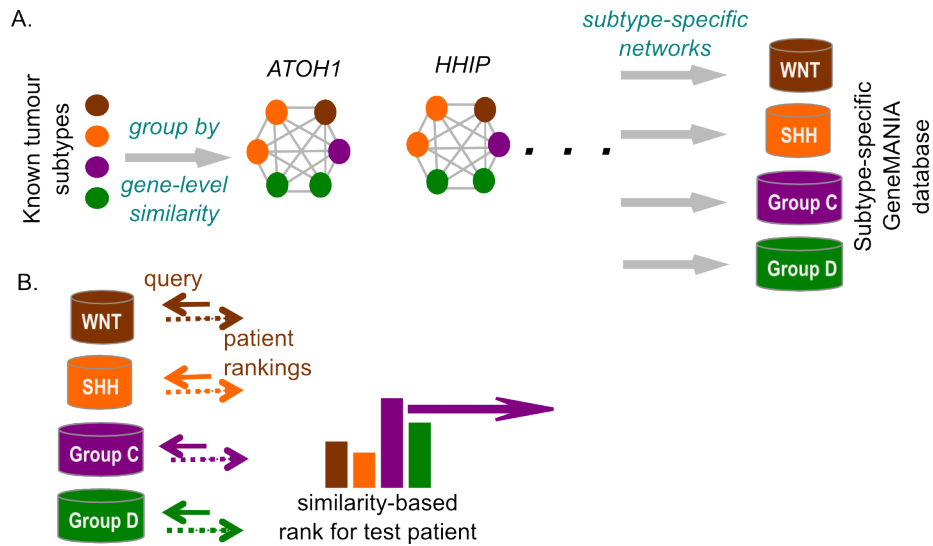 A.
Known tumour
subtypes
group by
gene-level
similarity
ATOH1
HHIP
. . .
subtype-specific
networks
WNT
SHH
Group C
Group D
Subtype-specific
GeneMANIA
database
B.
query
WNT
patient
rankings
SHH
Group C
Group D
similarity-based
rank for test patient